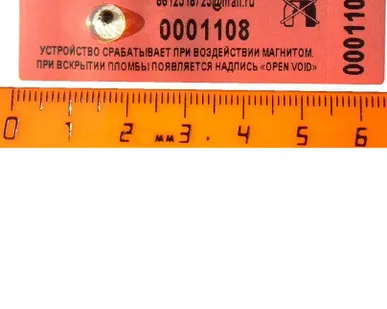 0001108
УСТРОЙСТВО СРАБАТЫВАЕТ ПРИ ВОЗДЕЙСТВИИ МАГНИТОМ.
ПРИ ВСКРЫТИИ ПЛОМБЫ ПОЯВЛЯЕТСЯ НАДПИСЬ «OPEN VOID»
0 1 2 мм 3 4 5 6